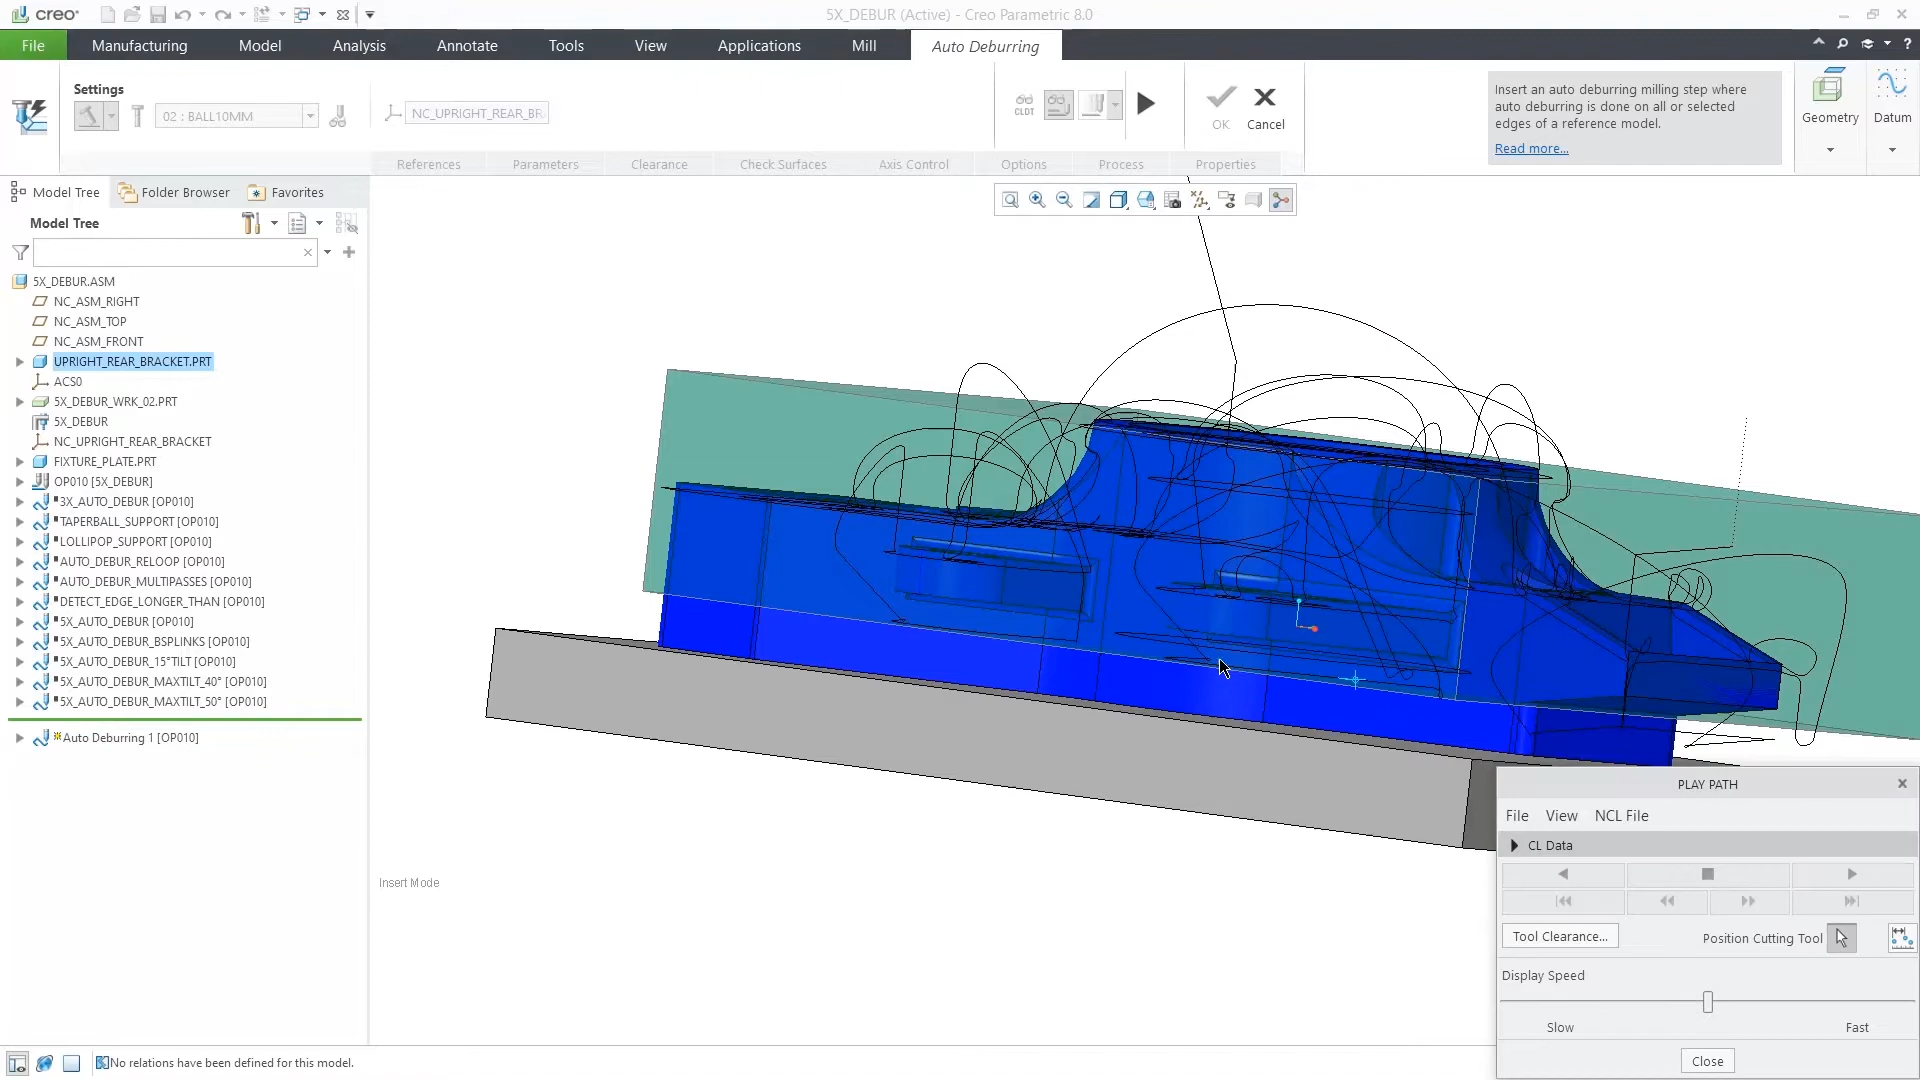 creo
5X_DEBUR (Active) - Creo Parametric 8.0
File
Manufacturing
Model
Analysis
Annotate
Tools
View
Applications
Mill
Auto Deburring
Settings
02 : BALL10MM
NC_UPRIGHT_REAR_BR
CLDT
OK
Cancel
Insert an auto deburring milling step where
auto deburring is done on all or selected
edges of a reference model.
Read more...
Geometry
Datum
References
Parameters
Clearance
Check Surfaces
Axis Control
Options
Process
Properties
Model Tree
Folder Browser
Favorites
Model Tree
5X_DEBUR.ASM
NC_ASM_RIGHT
NC_ASM_TOP
NC_ASM_FRONT
UPRIGHT_REAR_BRACKET.PRT
ACS0
5X_DEBUR_WRK_02.PRT
5X_DEBUR
NC_UPRIGHT_REAR_BRACKET
FIXTURE_PLATE.PRT
OP010 [5X_DEBUR]
3X_AUTO_DEBUR [OP010]
TAPERBALL_SUPPORT [OP010]
LOLLIPOP_SUPPORT [OP010]
AUTO_DEBUR_RELOOP [OP010]
AUTO_DEBUR_MULTIPASSES [OP010]
DETECT_EDGE_LONGER_THAN [OP010]
5X_AUTO_DEBUR [OP010]
5X_AUTO_DEBUR_BSPLINKS [OP010]
5X_AUTO_DEBUR_15°TILT [OP010]
5X_AUTO_DEBUR_MAXTILT_40° [OP010]
5X_AUTO_DEBUR_MAXTILT_50° [OP010]
Auto Deburring 1 [OP010]
Insert Mode
PLAY PATH
File
View
NCL File
CL Data
Tool Clearance...
Position Cutting Tool
Display Speed
Slow
Fast
Close
No relations have been defined for this model.